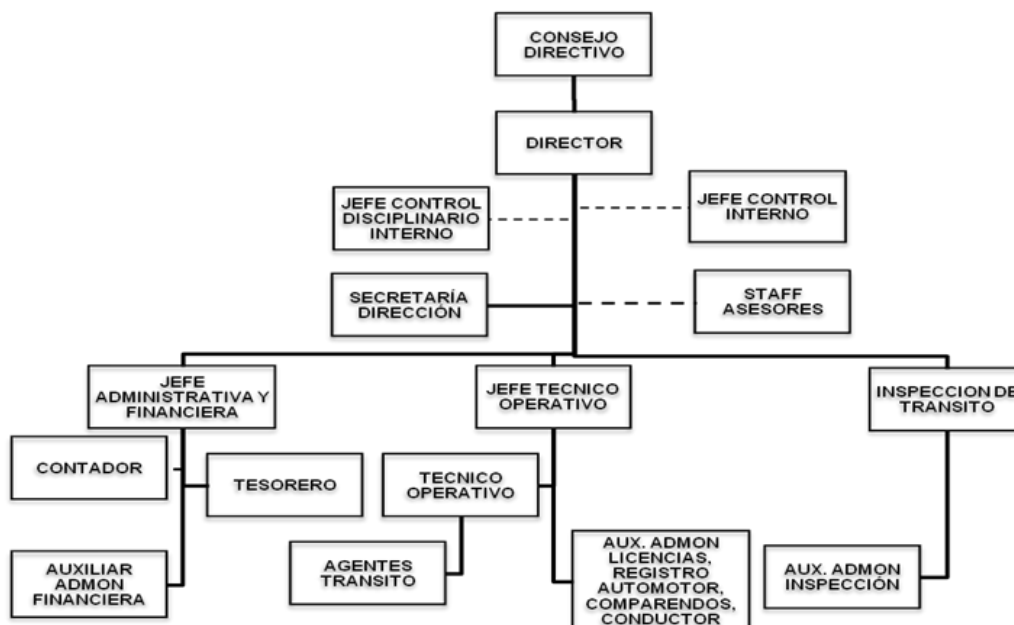 CONSEJO
DIRECTIVO
DIRECTOR
JEFE CONTROL
DISCIPLINARIO
INTERNO
JEFE CONTROL
INTERNO
SECRETARÍA
DIRECCIÓN
STAFF
ASESORES
JEFE
ADMINISTRATIVA Y
FINANCIERA
JEFE TECNICO
OPERATIVO
INSPECCION DE
TRANSITO
CONTADOR
TESORERO
TECNICO
OPERATIVO
AUXILIAR
ADMON
FINANCIERA
AGENTES
TRANSITO
AUX. ADMON
LICENCIAS,
REGISTRO
AUTOMOTOR,
COMPARENDOS,
CONDUCTOR
AUX. ADMON
INSPECCIÓN